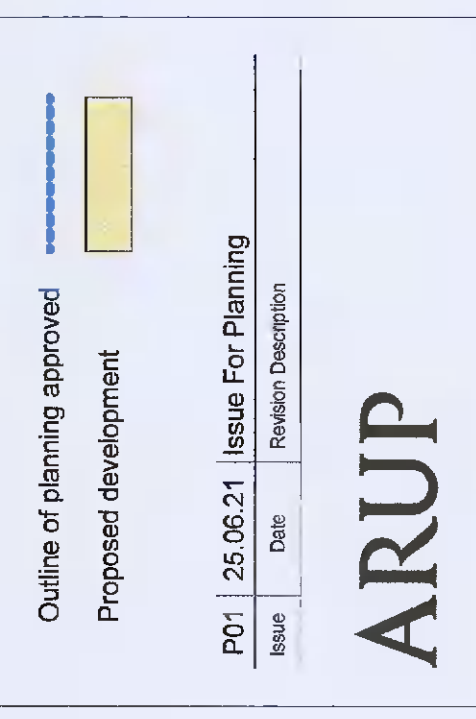 Outline of planning approved
Proposed development
P01 25.06.21 Issue For Planning
Issue Date Revision Description
ARUP